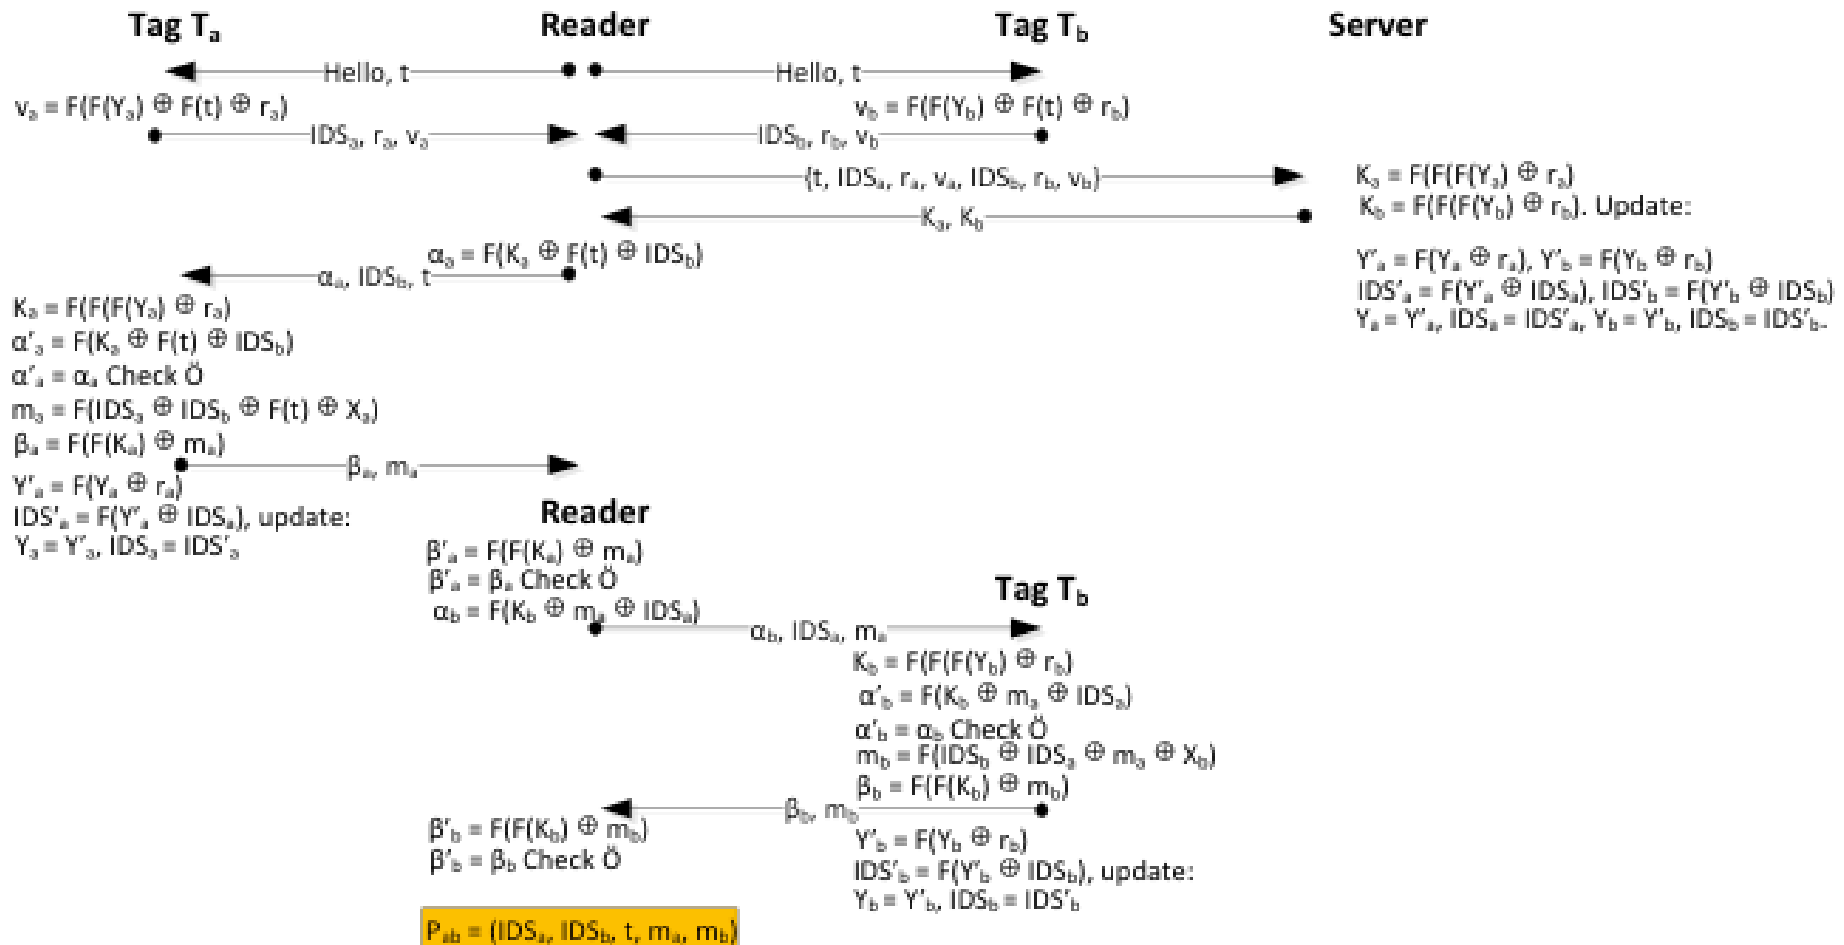 Tag Tₐ Reader Tag T_b Server
Hello, t Hello, t
vₐ = F(F(Yₐ) ⊕ F(t) ⊕ rₐ) v_b = F(F(Y_b) ⊕ F(t) ⊕ r_b)
IDSₐ, rₐ, vₐ IDS_b, r_b, v_b
{t, IDSₐ, rₐ, vₐ, IDS_b, r_b, v_b} Kₐ = F(F(F(Yₐ) ⊕ rₐ)
Kₐ, K_b K_b = F(F(F(Y_b) ⊕ r_b). Update:
αₐ = F(Kₐ ⊕ F(t) ⊕ IDS_b) Y'ₐ = F(Yₐ ⊕ rₐ), Y'_b = F(Y_b ⊕ r_b)
αₐ, IDS_b, t IDS'ₐ = F(Y'ₐ ⊕ IDSₐ), IDS'_b = F(Y'_b ⊕ IDS_b)
Yₐ = Y'ₐ, IDSₐ = IDS'ₐ, Y_b = Y'_b, IDS_b = IDS'_b.
Kₐ = F(F(F(Yₐ) ⊕ rₐ)
α'ₐ = F(Kₐ ⊕ F(t) ⊕ IDS_b)
α'ₐ = αₐ Check Ö
mₐ = F(IDSₐ ⊕ IDS_b ⊕ F(t) ⊕ Xₐ)
βₐ = F(F(Kₐ) ⊕ mₐ)
βₐ, mₐ
Y'ₐ = F(Yₐ ⊕ rₐ)
IDS'ₐ = F(Y'ₐ ⊕ IDSₐ), update:
Yₐ = Y'ₐ, IDSₐ = IDS'ₐ
Reader
β'ₐ = F(F(Kₐ) ⊕ mₐ)
β'ₐ = βₐ Check Ö
α_b = F(K_b ⊕ mₐ ⊕ IDSₐ)
Tag T_b
α_b, IDSₐ, mₐ
K_b = F(F(F(Y_b) ⊕ r_b)
α'_b = F(K_b ⊕ mₐ ⊕ IDSₐ)
α'_b = α_b Check Ö
m_b = F(IDS_b ⊕ IDSₐ ⊕ mₐ ⊕ X_b)
β_b = F(F(K_b) ⊕ m_b)
β_b, m_b
β'_b = F(F(K_b) ⊕ m_b)
β'_b = β_b Check Ö
Y'_b = F(Y_b ⊕ r_b)
IDS'_b = F(Y'_b ⊕ IDS_b), update:
Y_b = Y'_b, IDS_b = IDS'_b
Pₐ_b = (IDSₐ, IDS_b, t, mₐ, m_b)